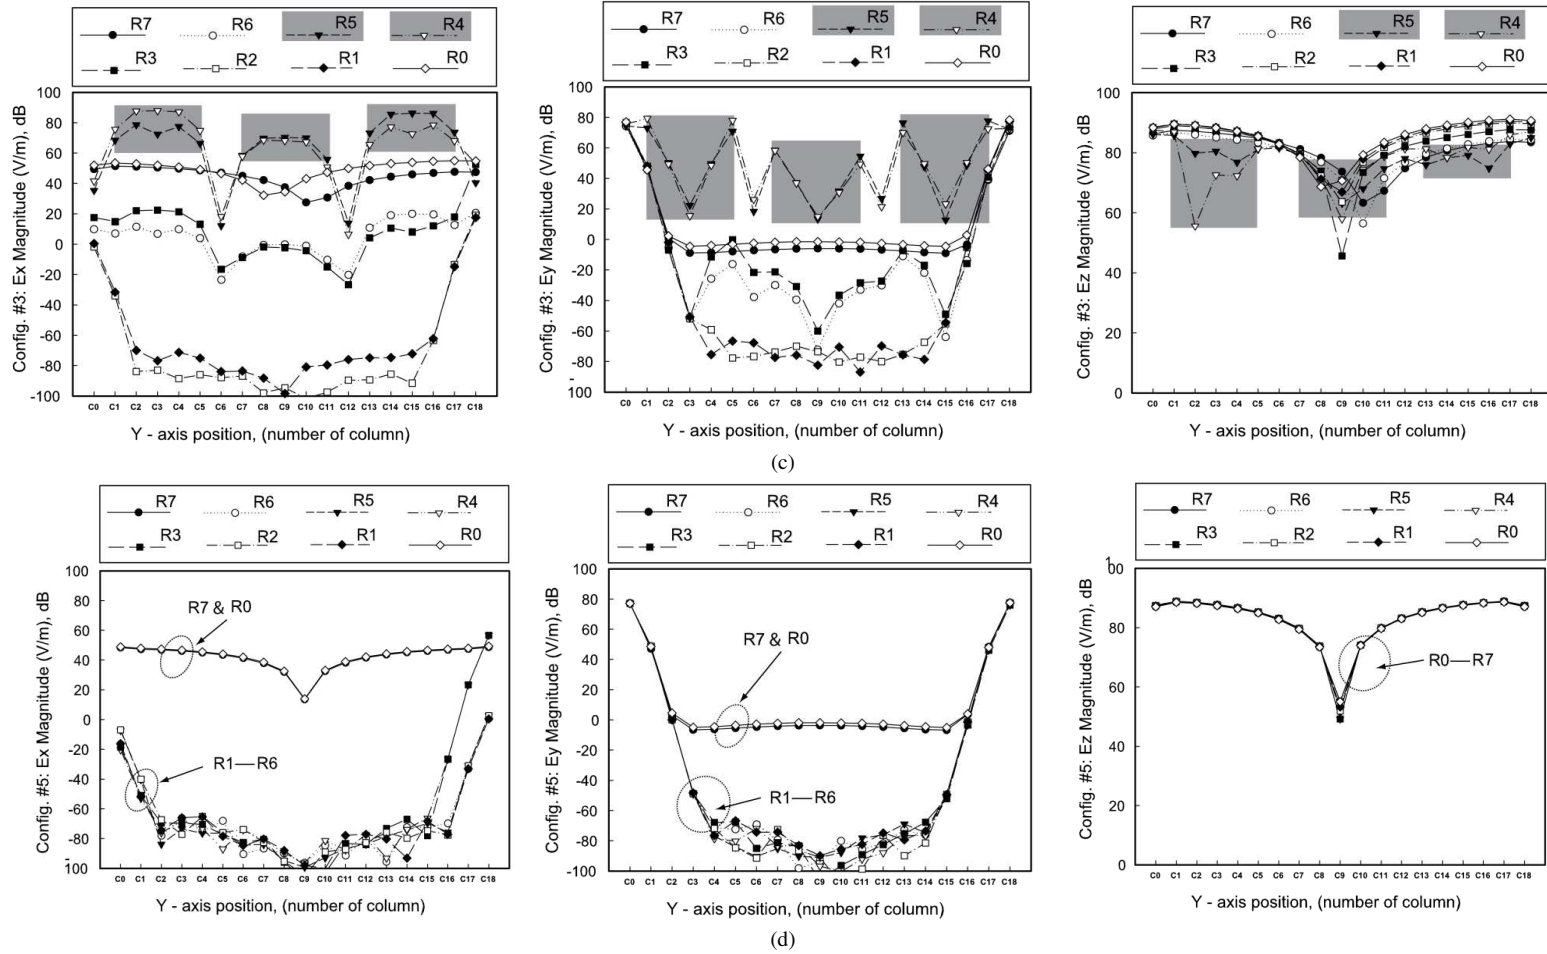 R7 R6 R5 R4
R3 R2 R1 R0
Config. #3: Ex Magnitude (V/m), dB
100
80
60
40
20
0
-20
-40
-60
-80
-100
C0 C1 C2 C3 C4 C5 C6 C7 C8 C9 C10 C11 C12 C13 C14 C15 C16 C17 C18
Y - axis position, (number of column)
R7 R6 R5 R4
R3 R2 R1 R0
Config. #3: Ey Magnitude (V/m), dB
100
80
60
40
20
0
-20
-40
-60
-80
100
C0 C1 C2 C3 C4 C5 C6 C7 C8 C9 C10 C11 C12 C13 C14 C15 C16 C17 C18
Y - axis position, (number of column)
R7 R6 R5 R4
R3 R2 R1 R0
Config. #3: Ez Magnitude (V/m), dB
100
80
60
40
20
0
C0 C1 C2 C3 C4 C5 C6 C7 C8 C9 C10 C11 C12 C13 C14 C15 C16 C17 C18
Y - axis position, (number of column)
(c)
R7 R6 R5 R4
R3 R2 R1 R0
Config. #5: Ex Magnitude (V/m), dB
100
80
60
40
20
0
-20
-40
-60
-80
100
R7 & R0
R1—R6
C0 C1 C2 C3 C4 C5 C6 C7 C8 C9 C10 C11 C12 C13 C14 C15 C16 C17 C18
Y - axis position, (number of column)
R7 R6 R5 R4
R3 R2 R1 R0
Config. #5: Ey Magnitude (V/m), dB
100
80
60
40
20
0
-20
-40
-60
-80
-100
R7 & R0
R1—R6
C0 C1 C2 C3 C4 C5 C6 C7 C8 C9 C10 C11 C12 C13 C14 C15 C16 C17 C18
Y - axis position, (number of column)
R7 R6 R5 R4
R3 R2 R1 R0
Config. #5: Ez Magnitude (V/m), dB
100
80
60
40
20
0
R0—R7
C0 C1 C2 C3 C4 C5 C6 C7 C8 C9 C10 C11 C12 C13 C14 C15 C16 C17 C18
Y - axis position, (number of column)
(d)